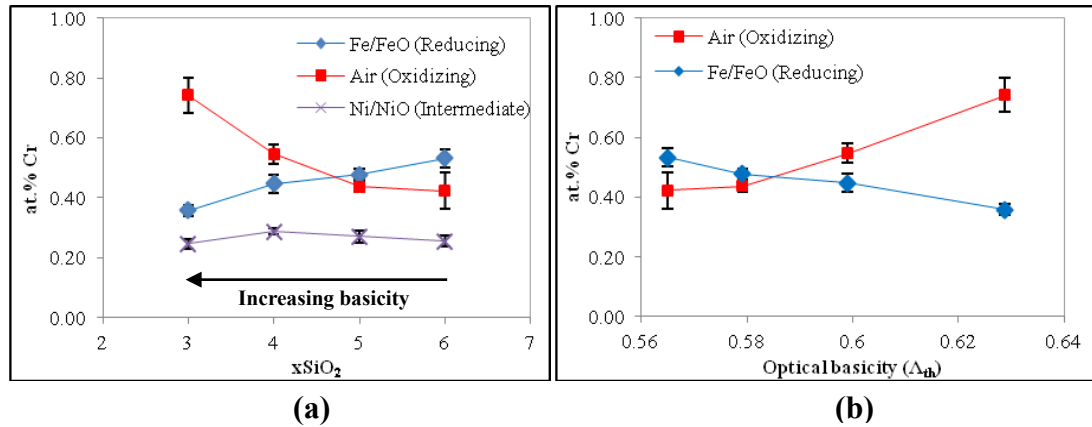 1.00
0.80
0.60
0.40
0.20
0.00
at.% Cr
Fe/FeO (Reducing)
Air (Oxidizing)
Ni/NiO (Intermediate)
Increasing basicity
2 3 4 5 6 7
xSiO₂
(a)
1.00
0.80
0.60
0.40
0.20
0.00
at.% Cr
Air (Oxidizing)
Fe/FeO (Reducing)
0.56 0.58 0.6 0.62 0.64
Optical basicity (Λth)
(b)